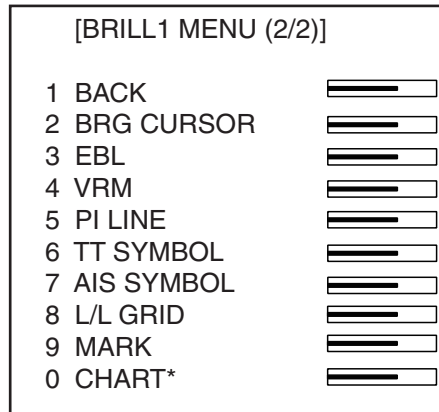 [BRILL1 MENU (2/2)]
1 BACK
2 BRG CURSOR
3 EBL
4 VRM
5 PI LINE
6 TT SYMBOL
7 AIS SYMBOL
8 L/L GRID
9 MARK
0 CHART*